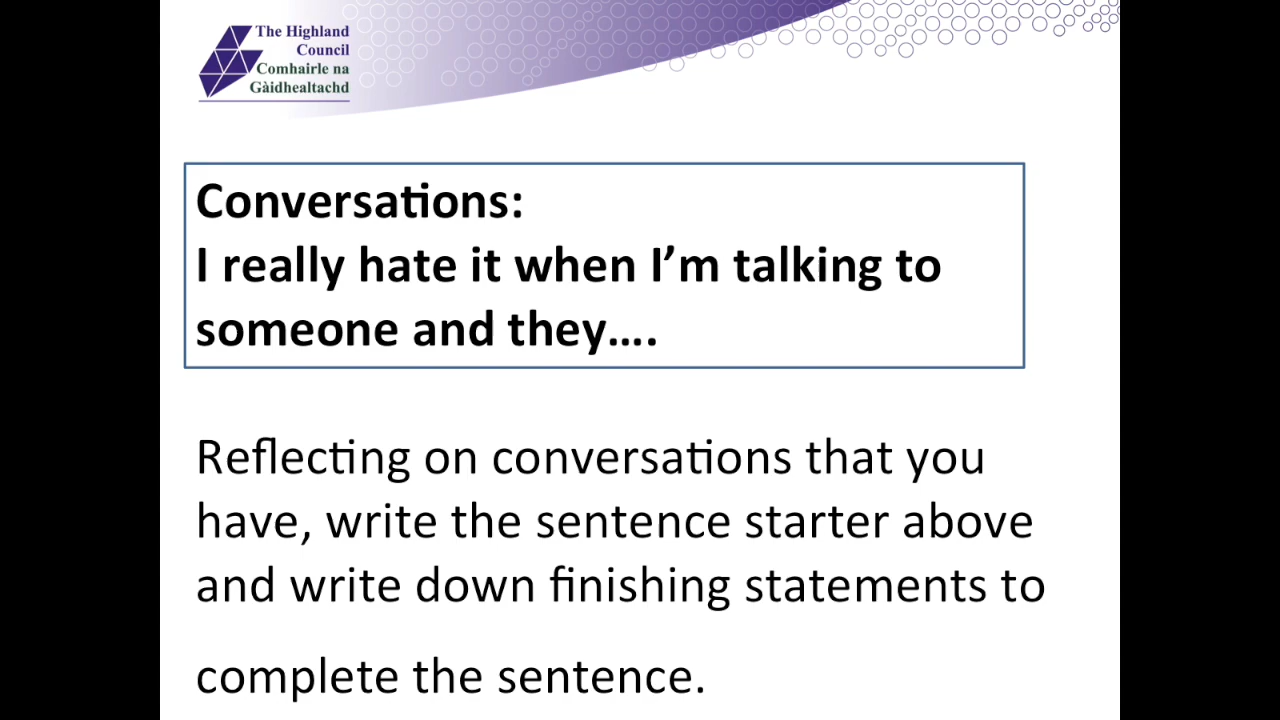 The Highland
Council
Comhairle na
Gàidhealtachd
Conversations:
I really hate it when I’m talking to
someone and they….
Reflecting on conversations that you
have, write the sentence starter above
and write down finishing statements to
complete the sentence.